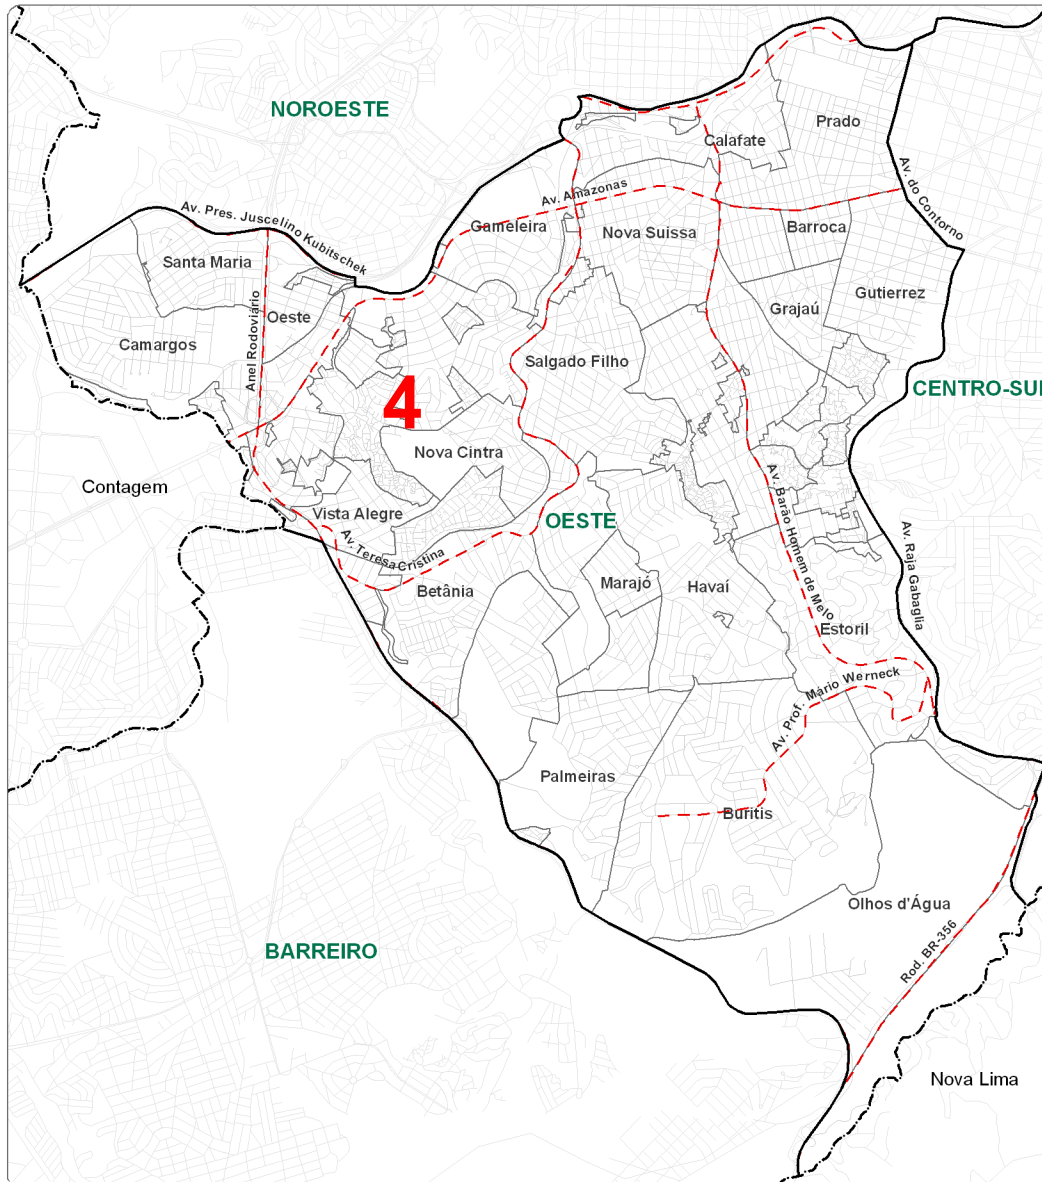 NOROESTE
Prado
Calafate
Av. do Contorno
Av. Amazonas
Av. Pres. Juscelino Kubitschek
Gameleira
Nova Suissa
Barroca
Santa Maria
Gutierrez
Grajaú
Oeste
Anel Rodoviário
Camargos
Salgado Filho
CENTRO-SUL
4
Nova Cintra
Contagem
Vista Alegre
OESTE
Av. Barão Homem de Melo
Av. Teresa Cristina
Av. Raja Gabaglia
Betânia
Marajó
Havaí
Estoril
Av. Prof. Mário Werneck
Palmeiras
Buritis
Olhos d'Água
BARREIRO
Rod. BR-356
Nova Lima